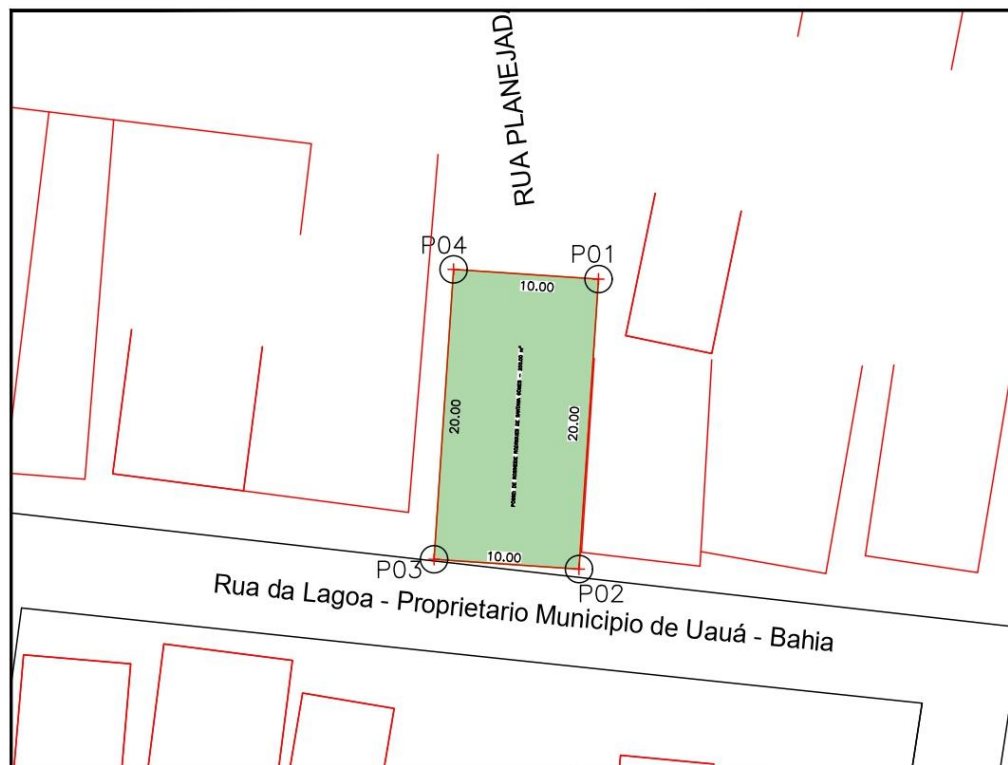 RUA PLANEJAD
P04
P01
10.00
20.00
20.00
10.00
P03
P02
Rua da Lagoa - Proprietario Municipio de Uauá - Bahia